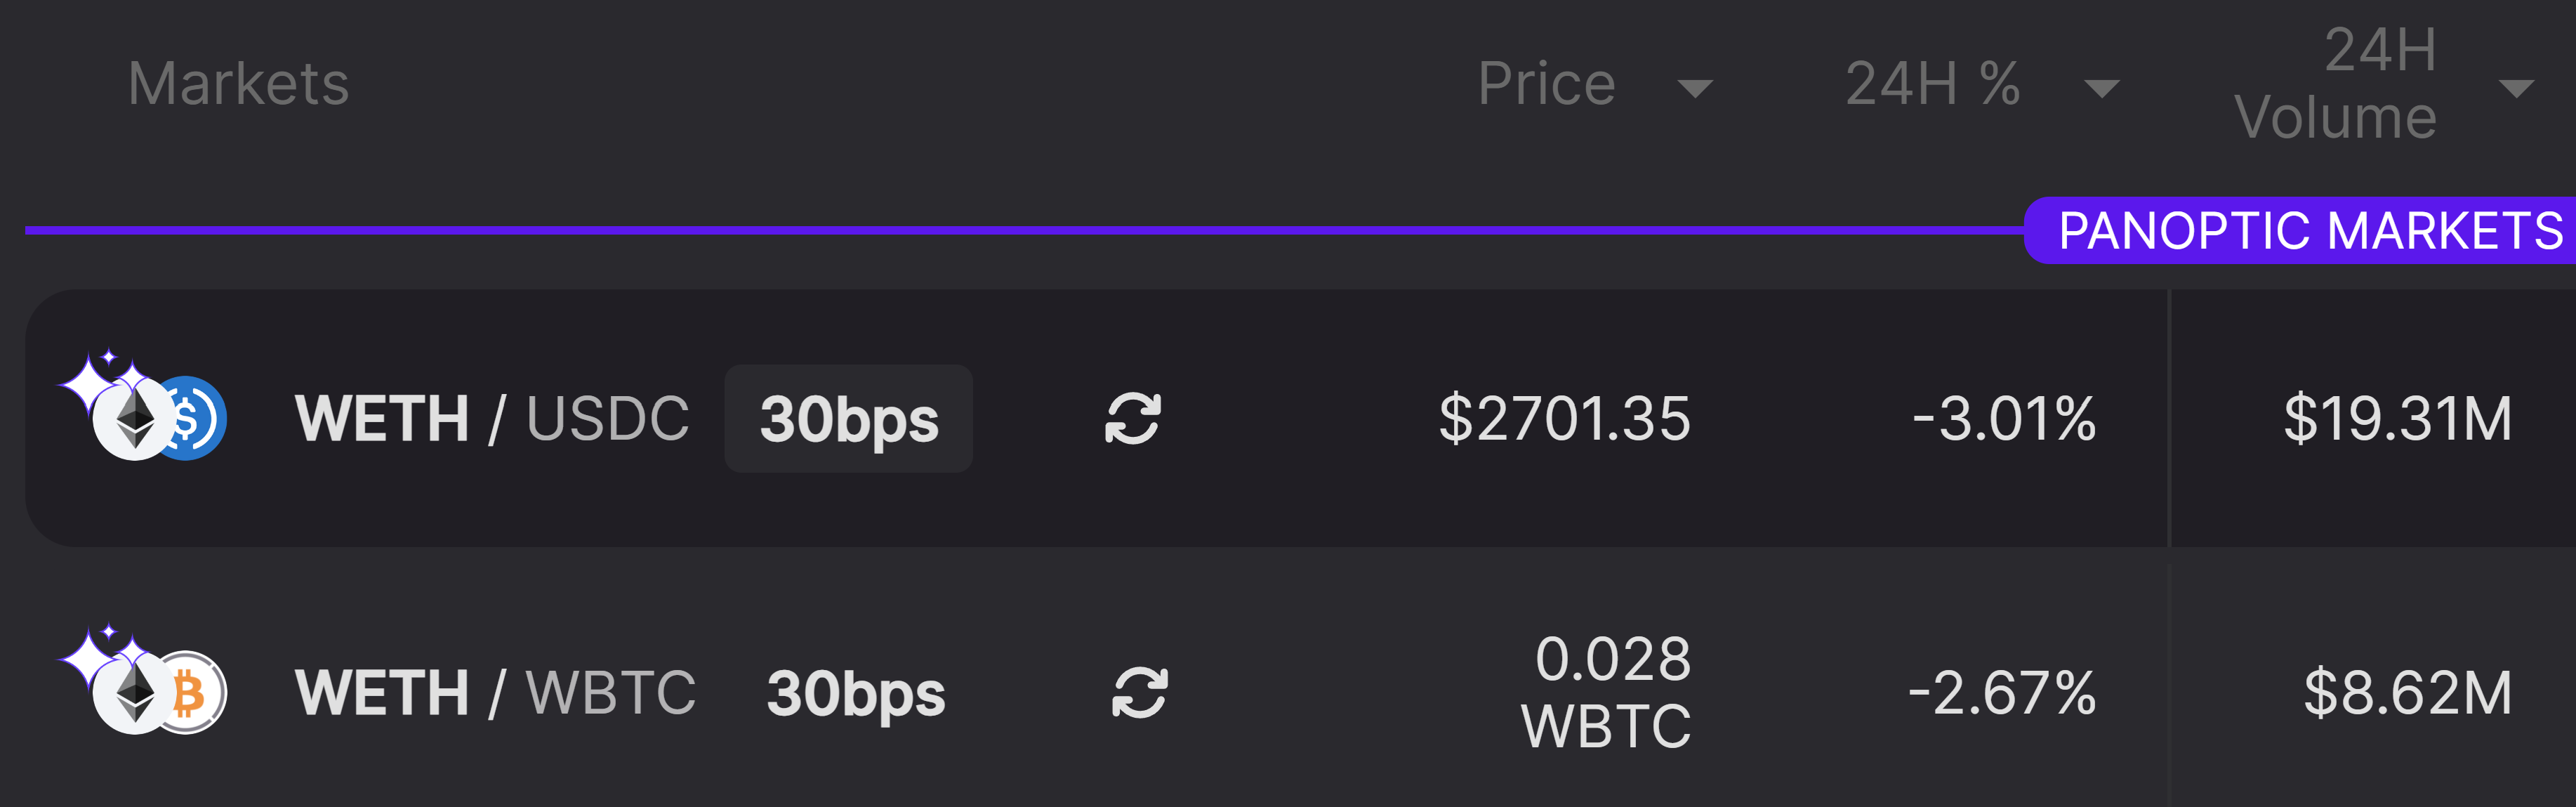 Markets
Price
24H %
24H
Volume
PANOPTIC MARKETS
WETH / USDC 30bps $2701.35 -3.01% $19.31M
WETH / WBTC 30bps 0.028
WBTC -2.67% $8.62M